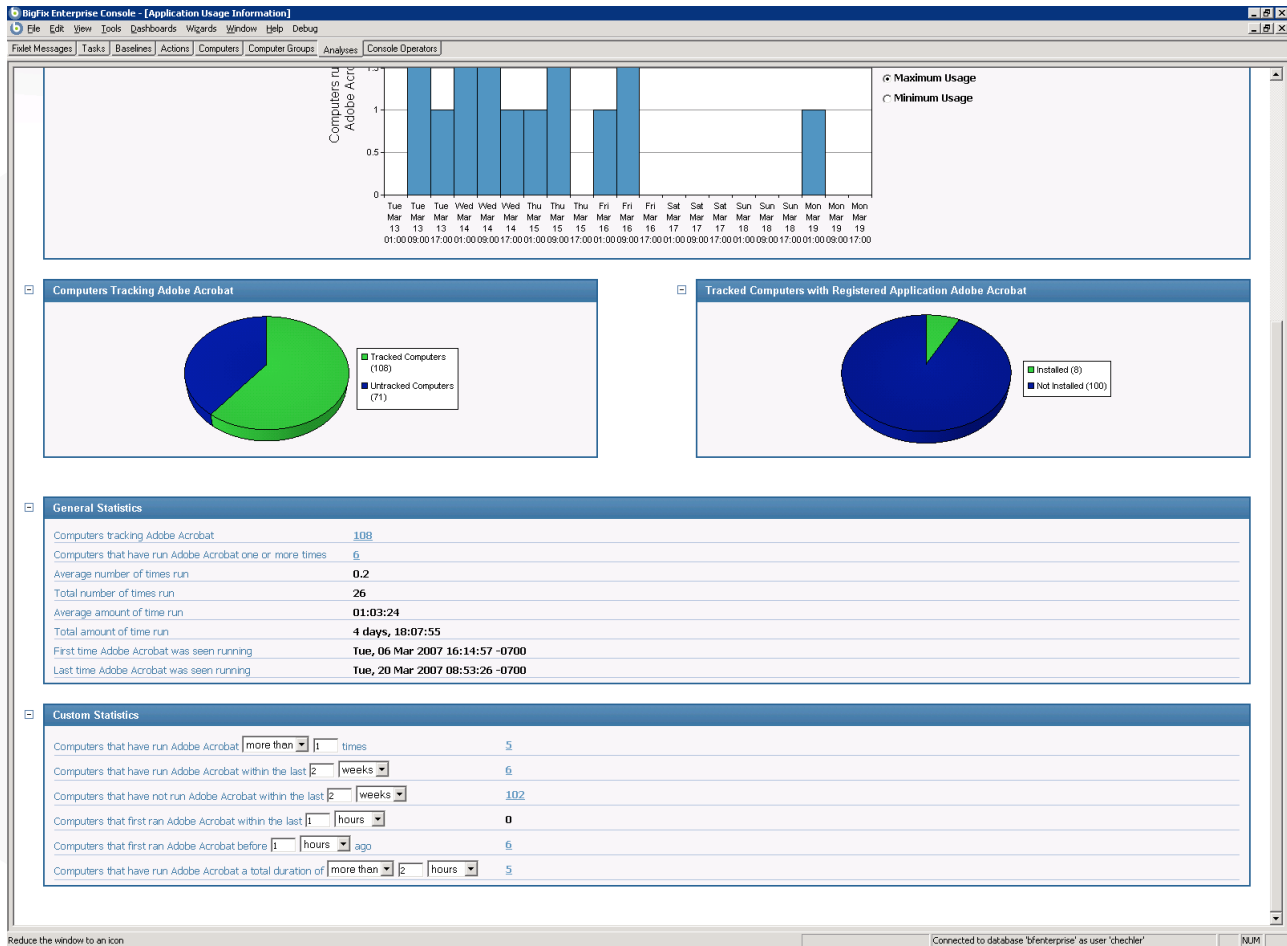 BigFix Enterprise Console - [Application Usage Information]
File Edit View Tools Dashboards Wizards Window Help Debug
Fixlet Messages Tasks Baselines Actions Computers Computer Groups Analyses Console Operators
Computers ru
Adobe Acro
1.5
1
0.5
0
Maximum Usage
Minimum Usage
Tue Tue Tue Wed Wed Wed Thu Thu Thu Fri Fri Fri Sat Sat Sat Sun Sun Sun Mon Mon Mon
Mar Mar Mar Mar Mar Mar Mar Mar Mar Mar Mar Mar Mar Mar Mar Mar Mar Mar Mar Mar Mar
13 13 13 14 14 14 15 15 15 16 16 16 17 17 17 18 18 18 19 19 19
01:00 09:00 17:00 01:00 09:00 17:00 01:00 09:00 17:00 01:00 09:00 17:00 01:00 09:00 17:00 01:00 09:00 17:00 01:00 09:00 17:00
Computers Tracking Adobe Acrobat
Tracked Computers
(108)
Untracked Computers
(71)
Tracked Computers with Registered Application Adobe Acrobat
Installed (8)
Not Installed (100)
General Statistics
Computers tracking Adobe Acrobat 108
Computers that have run Adobe Acrobat one or more times 6
Average number of times run 0.2
Total number of times run 26
Average amount of time run 01:03:24
Total amount of time run 4 days, 18:07:55
First time Adobe Acrobat was seen running Tue, 06 Mar 2007 16:14:57 -0700
Last time Adobe Acrobat was seen running Tue, 20 Mar 2007 08:53:26 -0700
Custom Statistics
Computers that have run Adobe Acrobat more than 1 times 5
Computers that have run Adobe Acrobat within the last 2 weeks 6
Computers that have not run Adobe Acrobat within the last 2 weeks 102
Computers that first ran Adobe Acrobat within the last 1 hours 0
Computers that first ran Adobe Acrobat before 1 hours ago 6
Computers that have run Adobe Acrobat a total duration of more than 2 hours 5
Reduce the window to an icon
Connected to database 'bfenterprise' as user 'chechler'
NUM